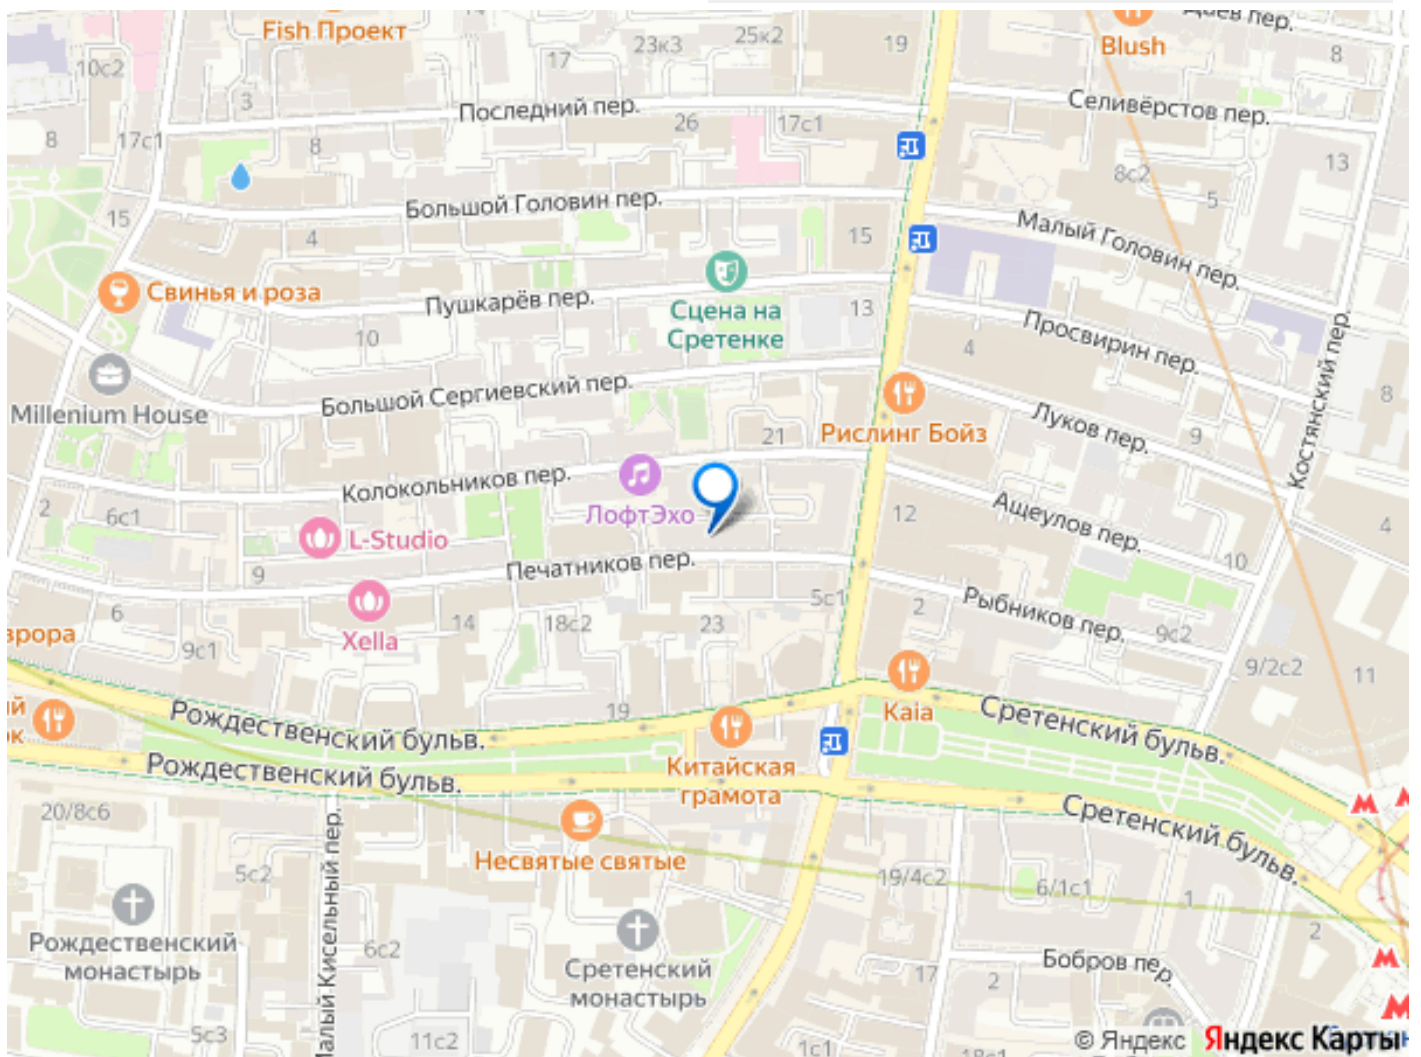 Fish Проект
23к3
25к2
17
19
Blush
Даев пер.
8
10с2
3
Последний пер.
Селивёрстов пер.
8
17с1
8
26
17с1
13
8с2
5
15
Большой Головин пер.
Малый Головин пер.
4
15
Свинья и роза
Пушкарёв пер.
Сцена на
Сретенке
13
10
Просвирин пер.
4
Костянский пер.
Millenium House
Большой Сергиевский пер.
8
Рислинг Бойз
Луков пер.
9
21
Колокольников пер.
2
6с1
ЛофтЭхо
12
Ащеулов пер.
4
L-Studio
10
9
Печатников пер.
5с1
2
Рыбников пер.
9с2
6
Xella
14
18с2
23
9с1
9/2с2
11
Рождественский бульв.
19
Kaia
Сретенский бульв.
Рождественский бульв.
Китайская
грамота
20/8с6
Малый Кисельный пер.
Несвятые святые
Сретенский бульв.
5с2
19/4с2
6/1с1
1
Рождественский
монастырь
6с2
Сретенский
монастырь
2
17
2
Бобров пер.
5с3
11с2
1с1
18с1
© Яндекс
Яндекс Карты